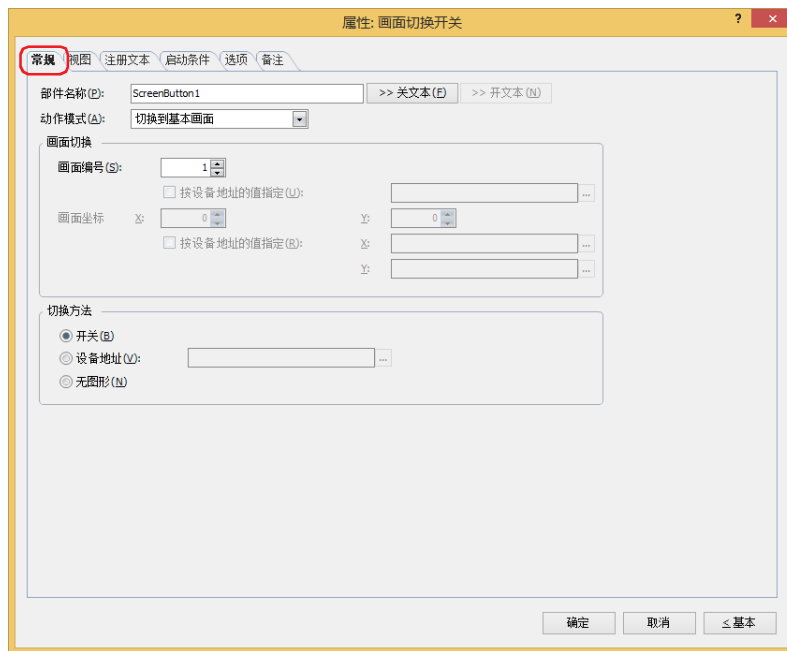 属性: 画面切换开关 ? ×
常规 视图 注册文本 启动条件 选项 备注
部件名称(P): ScreenButton1 >> 关文本(F) >> 开文本(N)
动作模式(A): 切换到基本画面
画面切换
画面编号(S): 1
按设备地址的值指定(U): ...
画面坐标 X: 0 Y: 0
按设备地址的值指定(R): X: ...
Y: ...
切换方法
开关(B)
设备地址(V): ...
无图形(N)
确定 取消 ≤基本